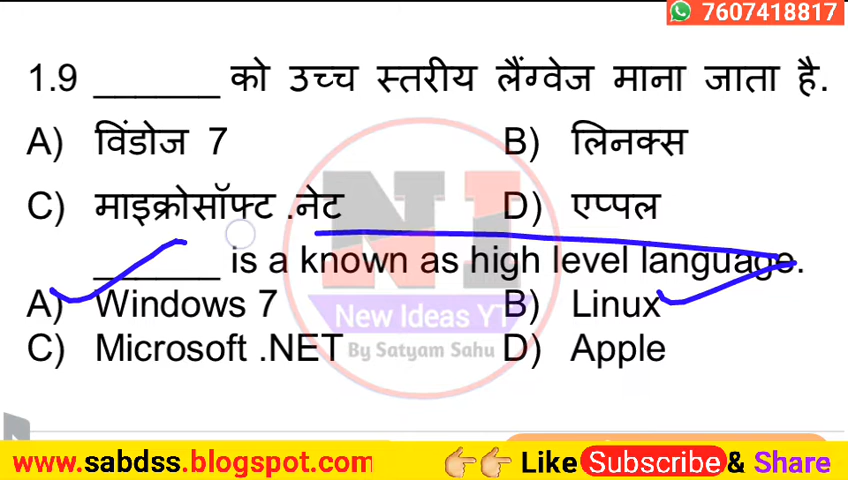 7607418817
1.9 ______ को उच्च स्तरीय लैंग्वेज माना जाता है.
A) विंडोज 7 B) लिनक्स
C) माइक्रोसॉफ्ट .नेट D) एप्पल
______ is a known as high level language.
A) Windows 7 B) Linux
C) Microsoft .NET D) Apple
NI
New Ideas YT
By Satyam Sahu
www.sabdss.blogspot.com Like Subscribe & Share